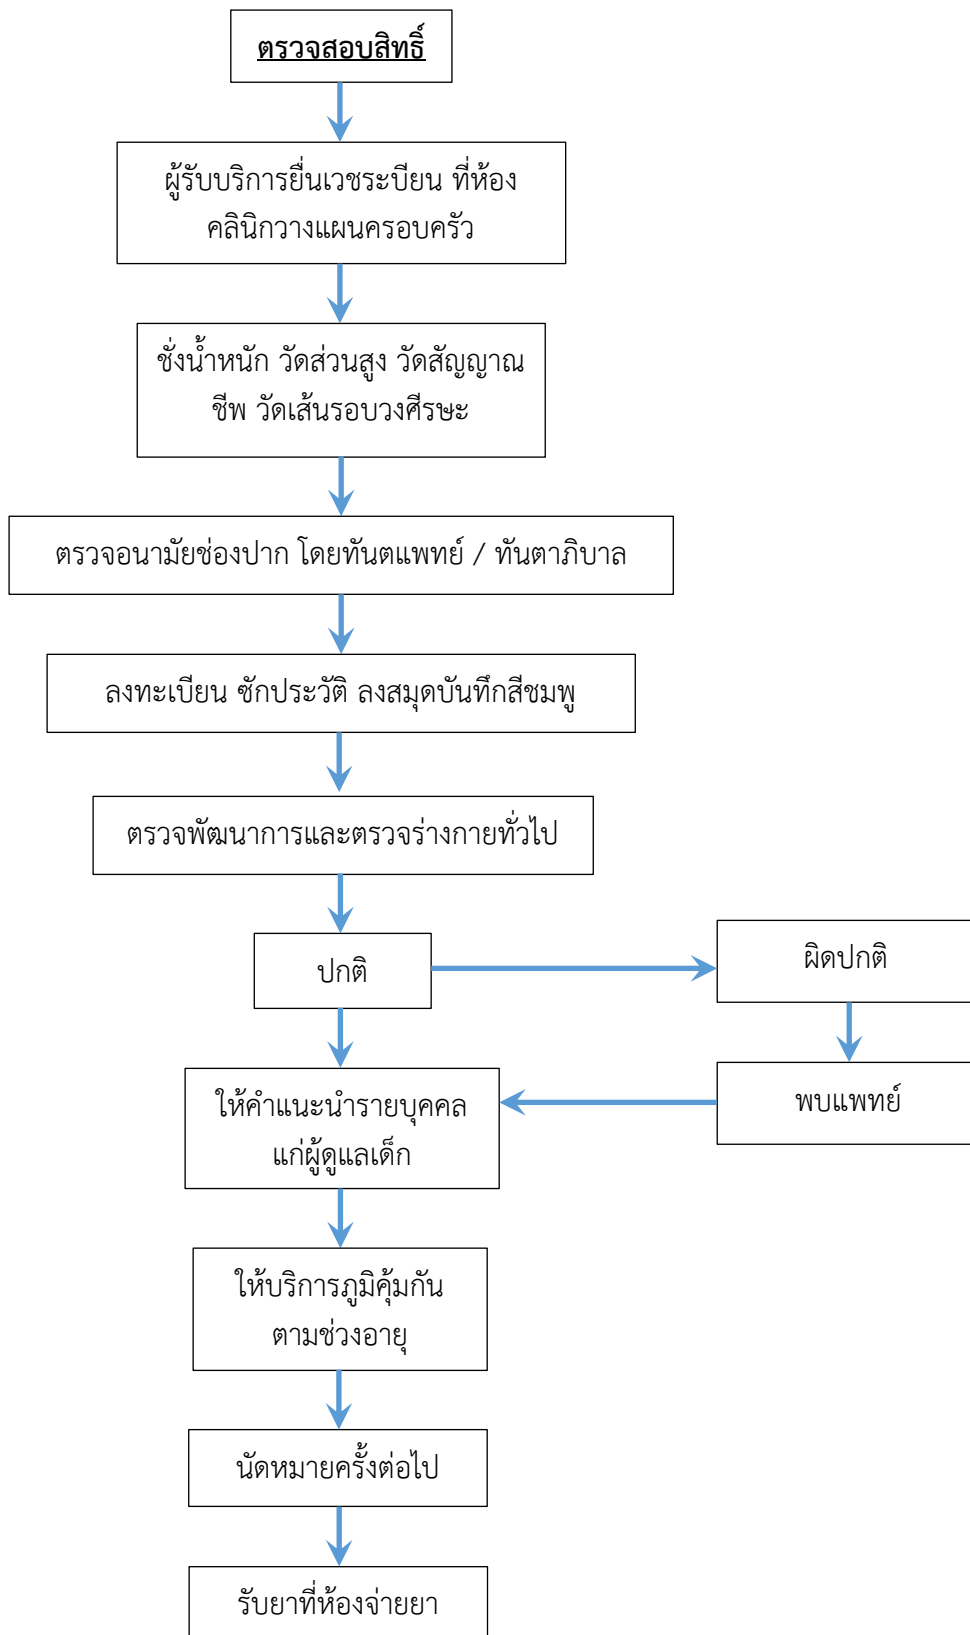 ตรวจสอบสิทธิ์
ผู้รับบริการยื่นเวชระบียน ที่ห้อง
คลินิกวางแผนครอบครัว
ชั่งน้ำหนัก วัดส่วนสูง วัดสัญญาณ
ชีพ วัดเส้นรอบวงศีรษะ
ตรวจอนามัยช่องปาก โดยทันตแพทย์ / ทันตาภิบาล
ลงทะเบียน ซักประวัติ ลงสมุดบันทึกสีชมพู
ตรวจพัฒนาการและตรวจร่างกายทั่วไป
ปกติ
ผิดปกติ
พบแพทย์
ให้คำแนะนำรายบุคคล
แก่ผู้ดูแลเด็ก
ให้บริการภูมิคุ้มกัน
ตามช่วงอายุ
นัดหมายครั้งต่อไป
รับยาที่ห้องจ่ายยา